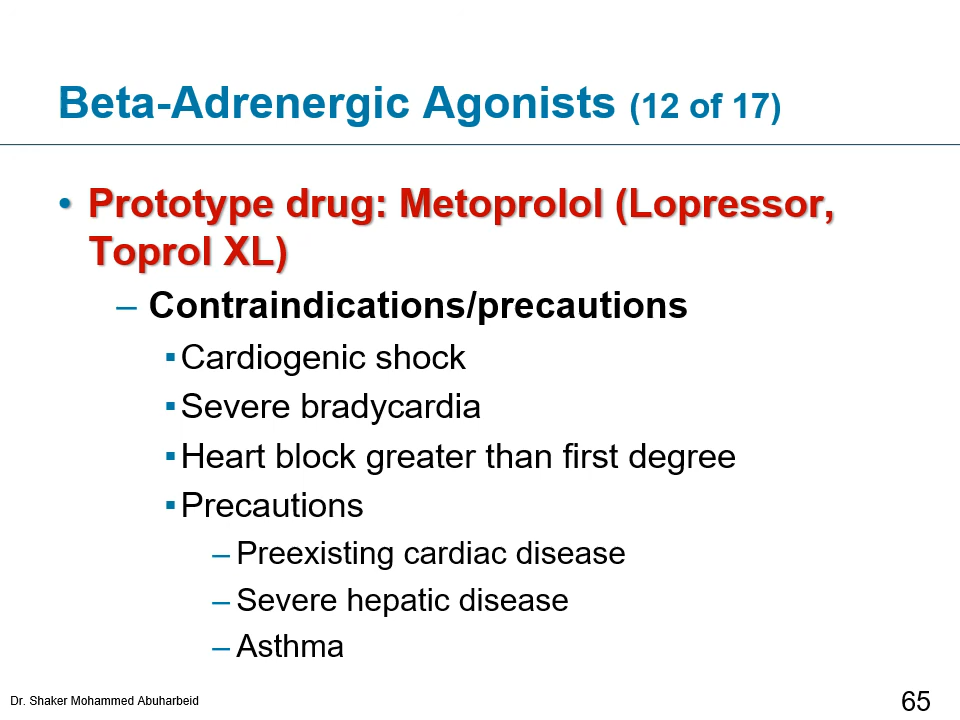 Beta-Adrenergic Agonists (12 of 17)
• Prototype drug: Metoprolol (Lopressor,
Toprol XL)
– Contraindications/precautions
▪ Cardiogenic shock
▪ Severe bradycardia
▪ Heart block greater than first degree
▪ Precautions
– Preexisting cardiac disease
– Severe hepatic disease
– Asthma
Dr. Shaker Mohammed Abuharbeid
65